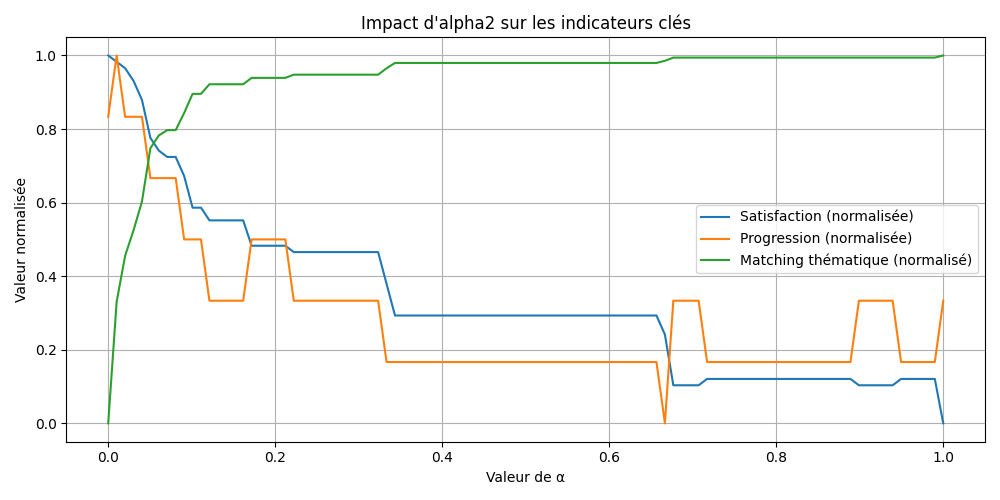 Impact d'alpha2 sur les indicateurs clés
Valeur normalisée
1.0
0.8
0.6
0.4
0.2
0.0
Satisfaction (normalisée)
Progression (normalisée)
Matching thématique (normalisé)
0.0 0.2 0.4 0.6 0.8 1.0
Valeur de α